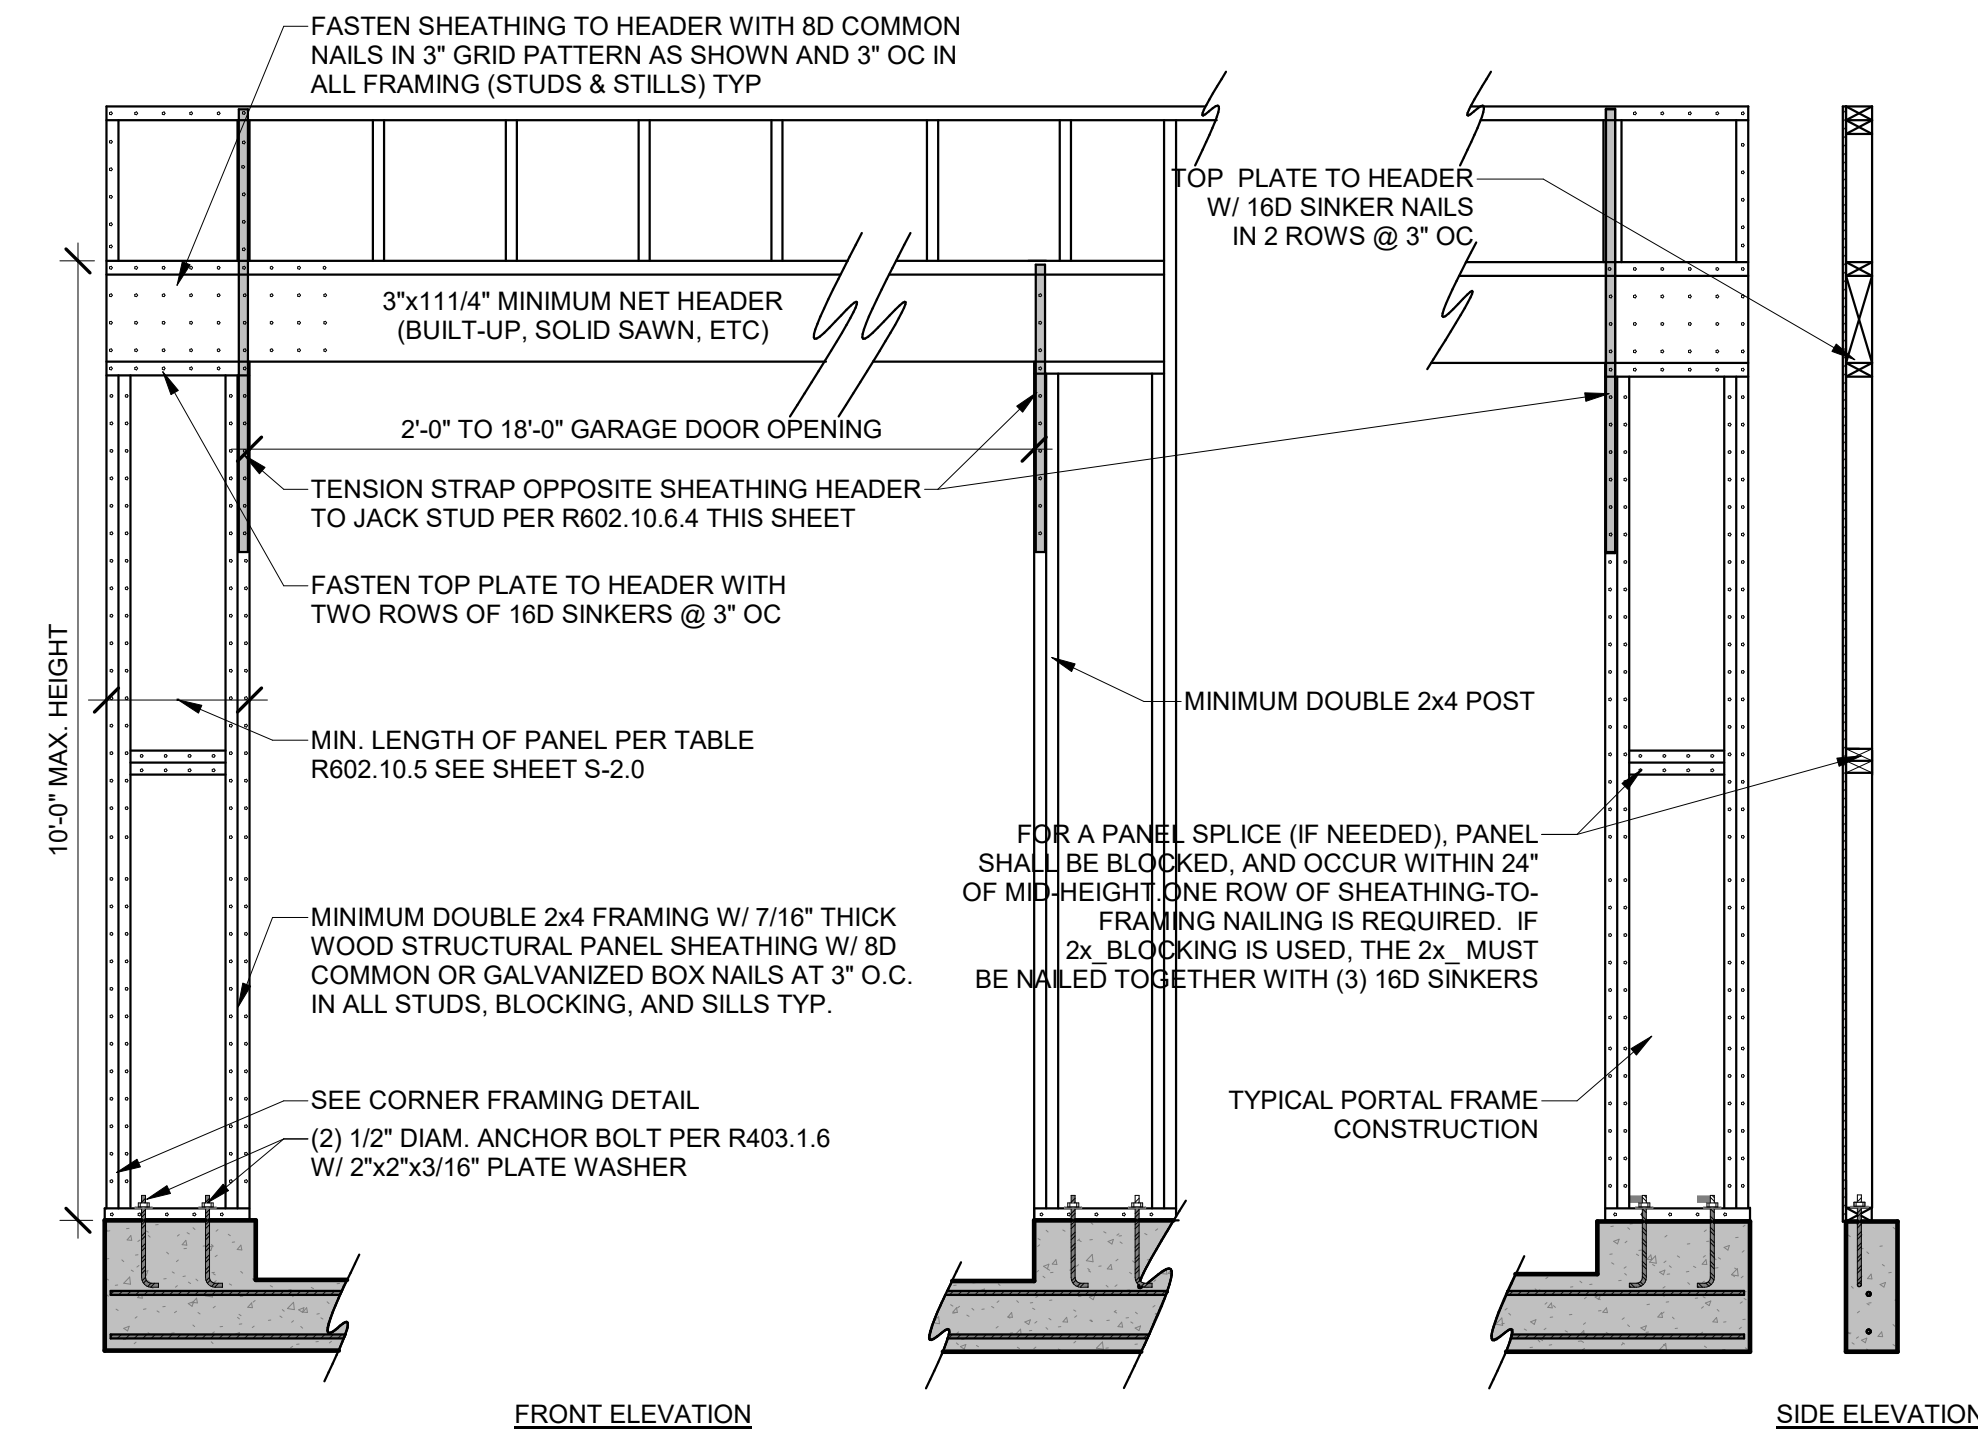 FASTEN SHEATHING TO HEADER WITH 8D COMMON
NAILS IN 3" GRID PATTERN AS SHOWN AND 3" OC IN
ALL FRAMING (STUDS & STILLS) TYP
TOP PLATE TO HEADER
W/ 16D SINKER NAILS
IN 2 ROWS @ 3" OC
3"x111/4" MINIMUM NET HEADER
(BUILT-UP, SOLID SAWN, ETC)
2'-0" TO 18'-0" GARAGE DOOR OPENING
TENSION STRAP OPPOSITE SHEATHING HEADER
TO JACK STUD PER R602.10.6.4 THIS SHEET
FASTEN TOP PLATE TO HEADER WITH
TWO ROWS OF 16D SINKERS @ 3" OC
10'-0" MAX. HEIGHT
MINIMUM DOUBLE 2x4 POST
MIN. LENGTH OF PANEL PER TABLE
R602.10.5 SEE SHEET S-2.0
FOR A PANEL SPLICE (IF NEEDED), PANEL
SHALL BE BLOCKED, AND OCCUR WITHIN 24"
OF MID-HEIGHT.ONE ROW OF SHEATHING-TO-
FRAMING NAILING IS REQUIRED. IF
2x_BLOCKING IS USED, THE 2x_ MUST
BE NAILED TOGETHER WITH (3) 16D SINKERS
MINIMUM DOUBLE 2x4 FRAMING W/ 7/16" THICK
WOOD STRUCTURAL PANEL SHEATHING W/ 8D
COMMON OR GALVANIZED BOX NAILS AT 3" O.C.
IN ALL STUDS, BLOCKING, AND SILLS TYP.
SEE CORNER FRAMING DETAIL
(2) 1/2" DIAM. ANCHOR BOLT PER R403.1.6
W/ 2"x2"x3/16" PLATE WASHER
TYPICAL PORTAL FRAME
CONSTRUCTION
FRONT ELEVATION
SIDE ELEVATION